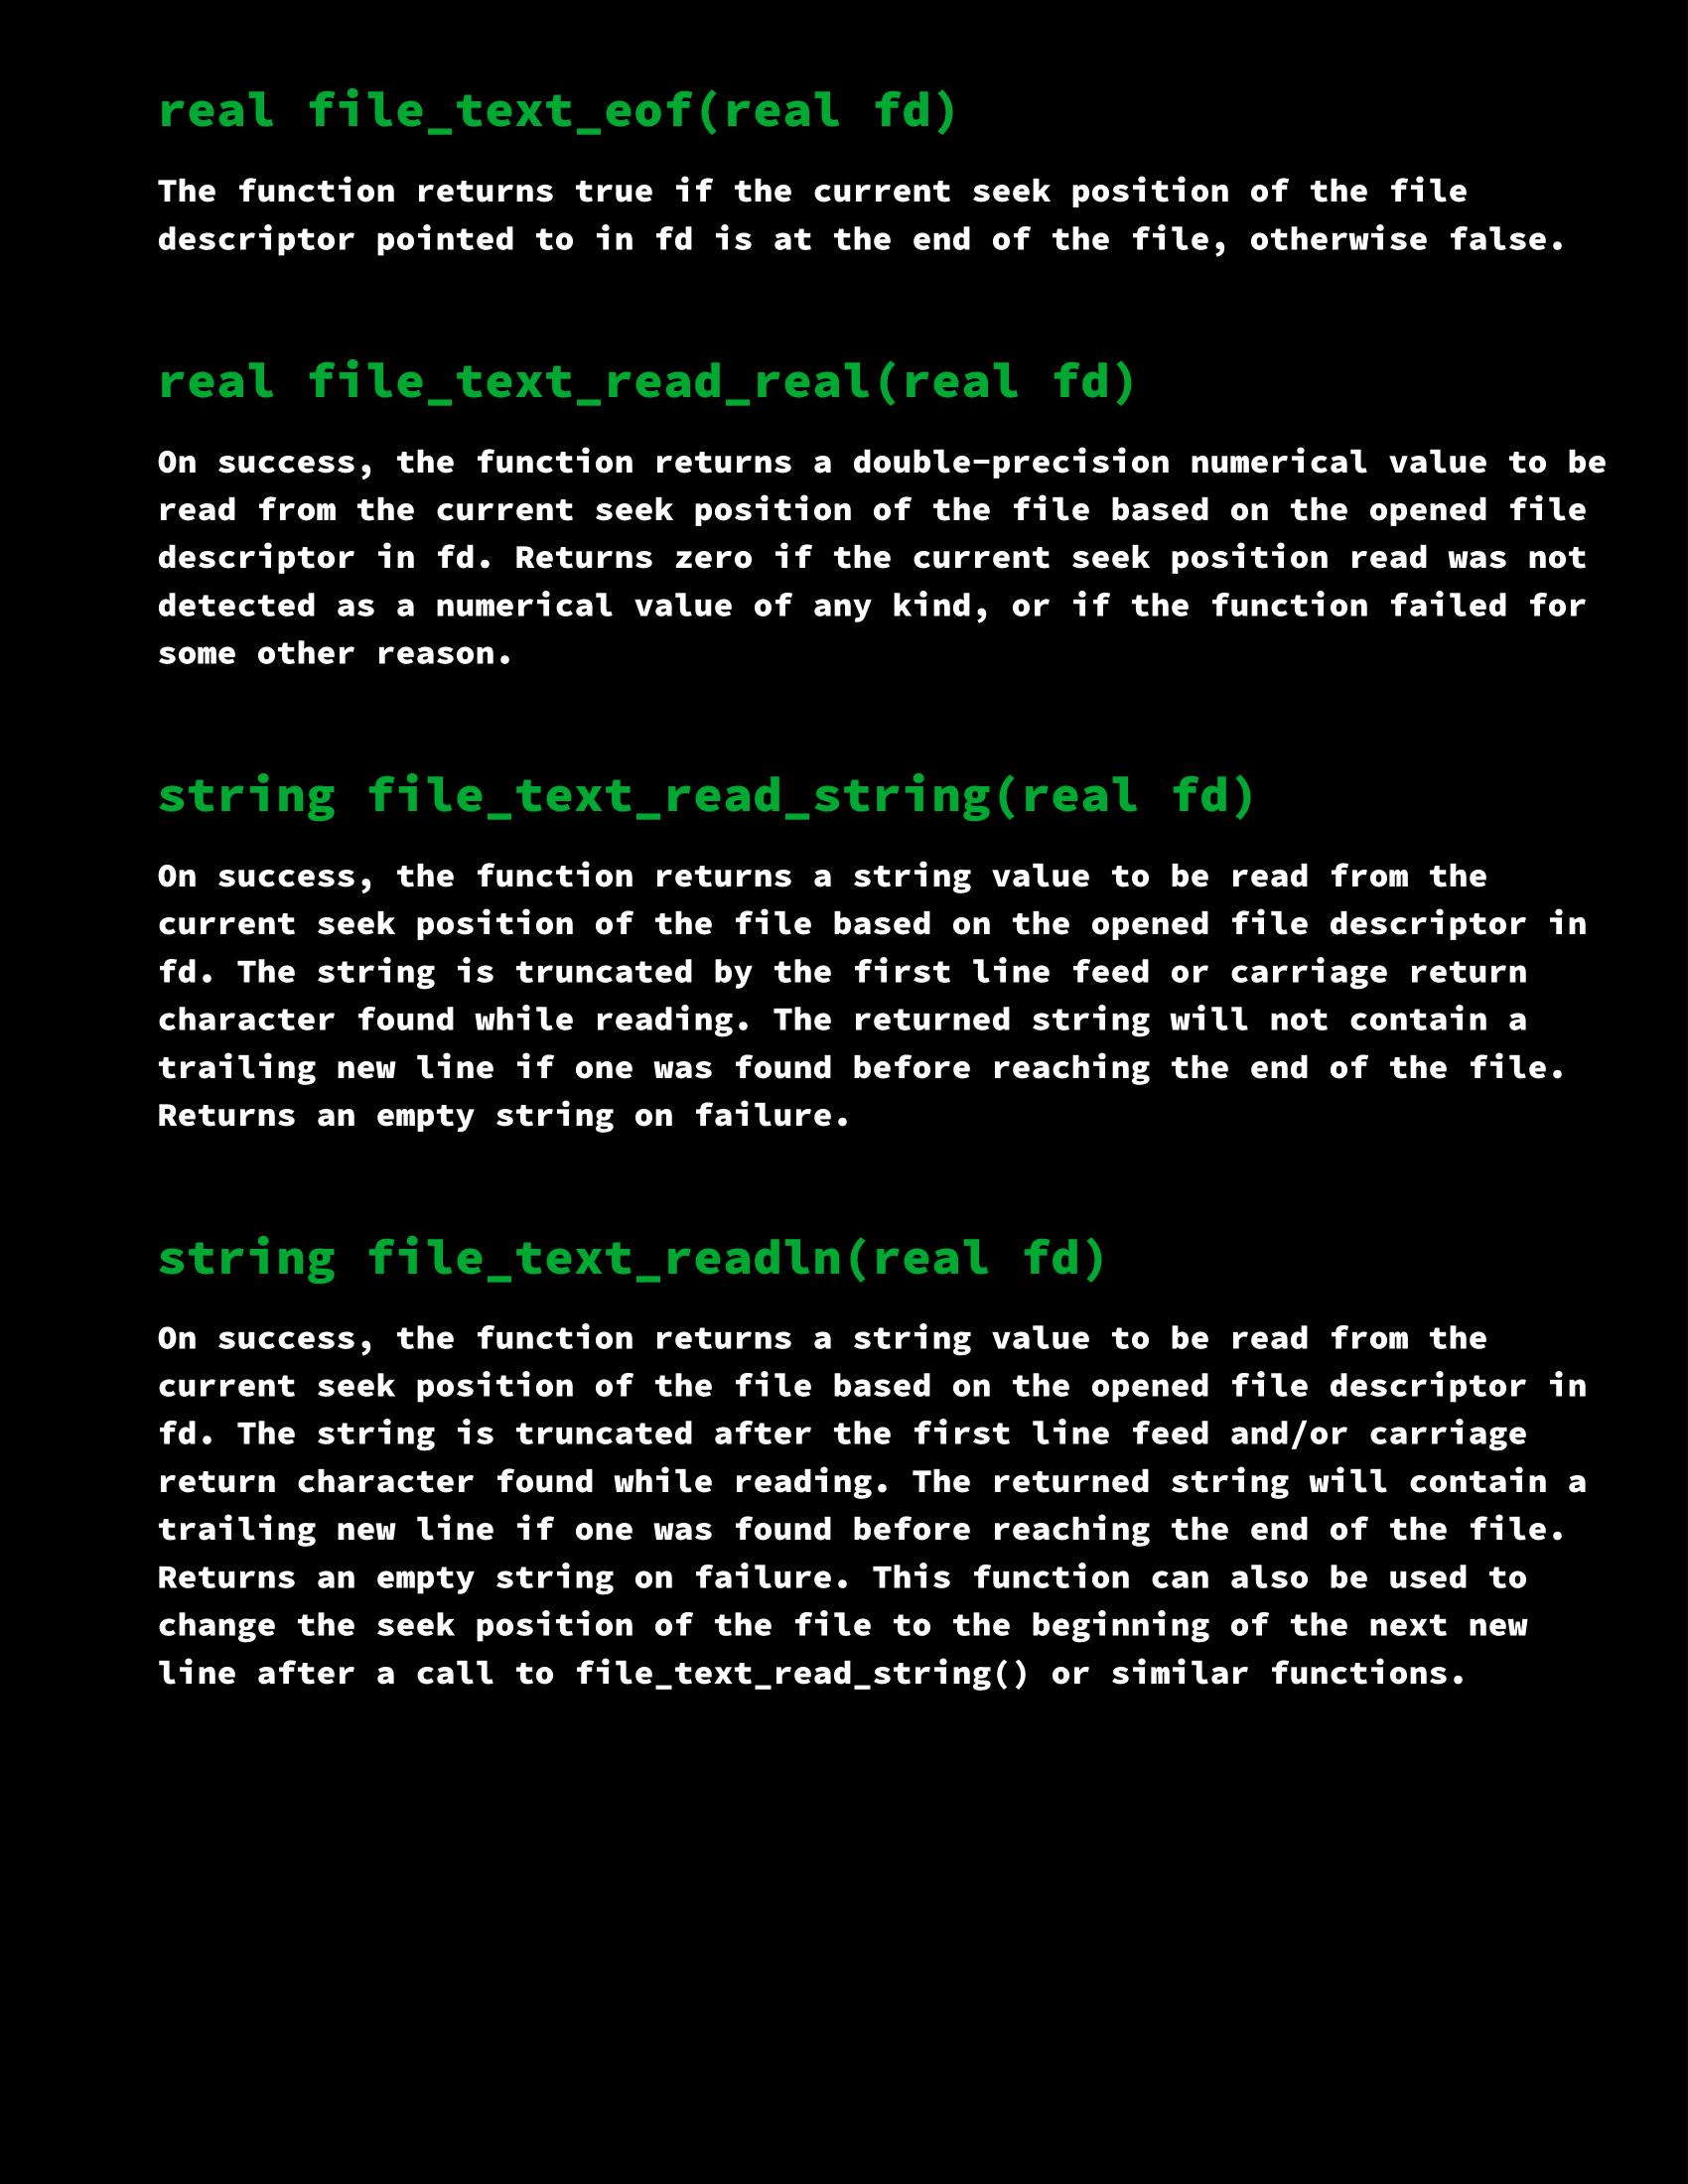 real file_text_eof(real fd)
The function returns true if the current seek position of the file
descriptor pointed to in fd is at the end of the file, otherwise false.
real file_text_read_real(real fd)
On success, the function returns a double-precision numerical value to be
read from the current seek position of the file based on the opened file
descriptor in fd. Returns zero if the current seek position read was not
detected as a numerical value of any kind, or if the function failed for
some other reason.
string file_text_read_string(real fd)
On success, the function returns a string value to be read from the
current seek position of the file based on the opened file descriptor in
fd. The string is truncated by the first line feed or carriage return
character found while reading. The returned string will not contain a
trailing new line if one was found before reaching the end of the file.
Returns an empty string on failure.
string file_text_readln(real fd)
On success, the function returns a string value to be read from the
current seek position of the file based on the opened file descriptor in
fd. The string is truncated after the first line feed and/or carriage
return character found while reading. The returned string will contain a
trailing new line if one was found before reaching the end of the file.
Returns an empty string on failure. This function can also be used to
change the seek position of the file to the beginning of the next new
line after a call to file_text_read_string() or similar functions.